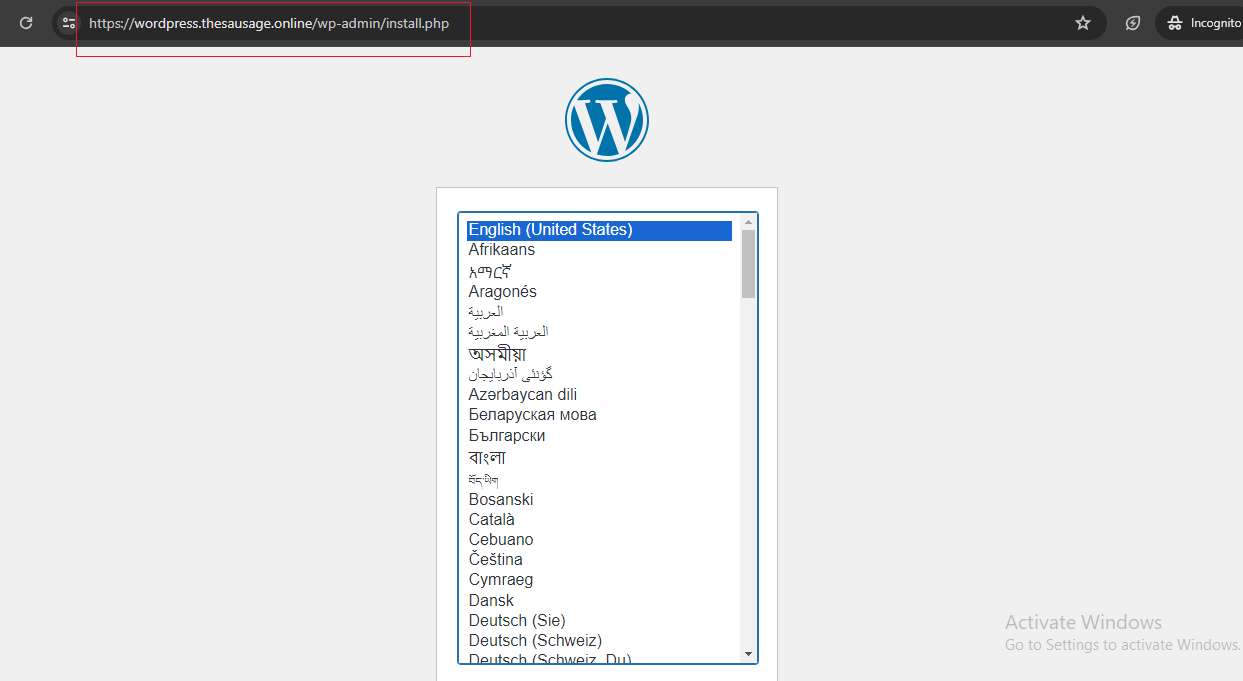 https://wordpress.thesausage.online/wp-admin/install.php
Incognito
English (United States)
Afrikaans
አማርኛ
Aragonés
العربية
العربية المغربية
অসমীয়া
گؤنئی آذربایجان
Azərbaycan dili
Беларуская мова
Български
বাংলা
བོད་ཡིག
Bosanski
Català
Cebuano
Čeština
Cymraeg
Dansk
Deutsch (Sie)
Deutsch (Schweiz)
Deutsch (Schweiz, Du)
Activate Windows
Go to Settings to activate Windows.